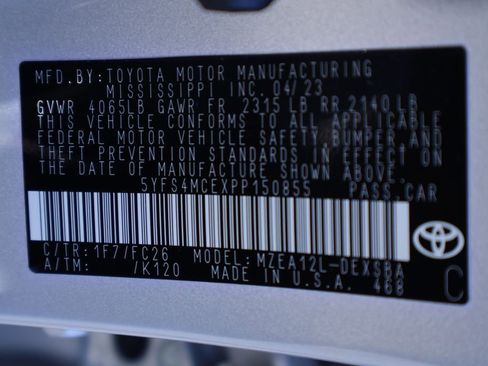 MFD.BY:TOYOTA MOTOR MANUFACTURING
MISSISSIPPI INC.04/23
GVWR 4065LB GAWR FR 2315LB RR 2140LB
THIS VEHICLE CONFORMS TO ALL APPLICABLE
FEDERAL MOTOR VEHICLE SAFETY, BUMPER, AND
THEFT PREVENTION STANDARDS IN EFFECT ON
THE DATE OF MANUFACTURE SHOWN ABOVE.
5YFS4MCEXPP150855 PASS.CAR
C/TR:1F7/FC26 MODEL:MZEA12L-DEXSBA
A/TM: /K120 MADE IN U.S.A. 468
C